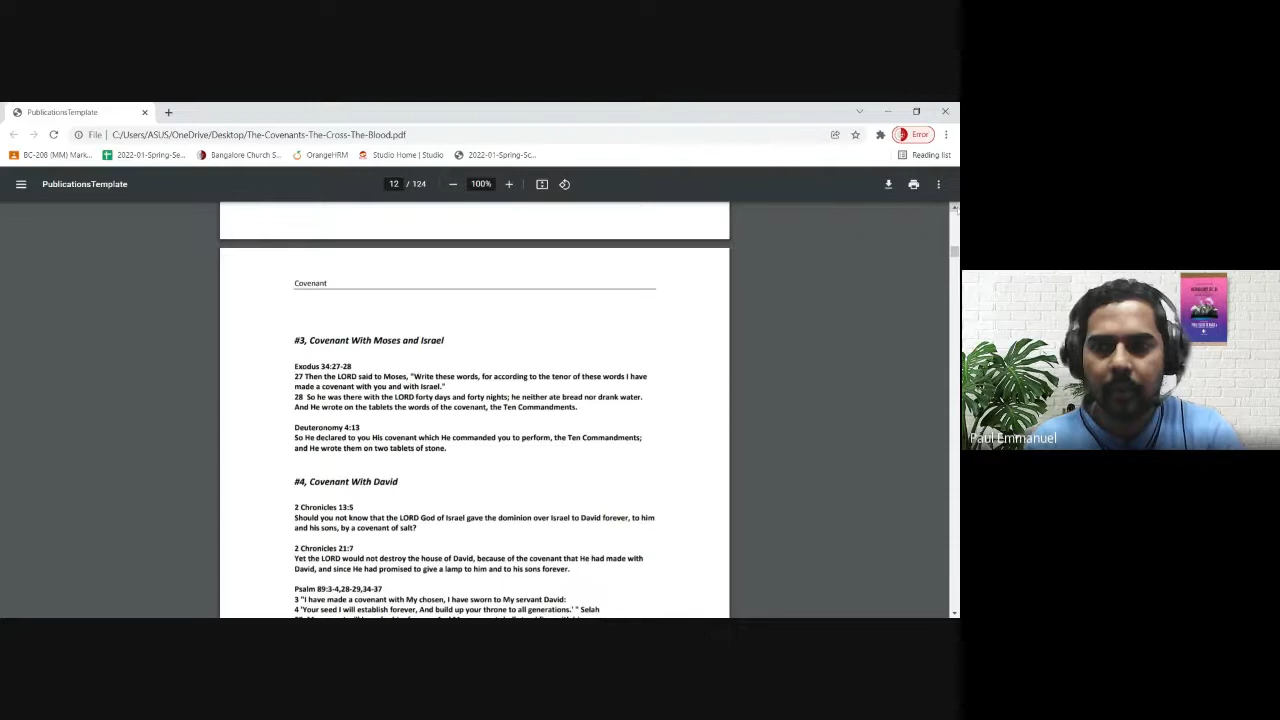 PublicationsTemplate
File
C:/Users/ASUS/OneDrive/Desktop/The-Covenants-The-Cross-The-Blood.pdf
Error
BC-208 (MM) Mark...
2022-01-Spring-Se...
Bangalore Church S...
OrangeHRM
Studio Home | Studio
2022-01-Spring-Sc...
Reading list
PublicationsTemplate
12 / 124
100%
Covenant
#3, Covenant With Moses and Israel
Exodus 34:27-28
27 Then the LORD said to Moses, "Write these words, for according to the tenor of these words I have
made a covenant with you and with Israel."
28 So he was there with the LORD forty days and forty nights; he neither ate bread nor drank water.
And He wrote on the tablets the words of the covenant, the Ten Commandments.
Deuteronomy 4:13
So He declared to you His covenant which He commanded you to perform, the Ten Commandments;
and He wrote them on two tablets of stone.
#4, Covenant With David
2 Chronicles 13:5
Should you not know that the LORD God of Israel gave the dominion over Israel to David forever, to him
and his sons, by a covenant of salt?
2 Chronicles 21:7
Yet the LORD would not destroy the house of David, because of the covenant that He had made with
David, and since He had promised to give a lamp to him and to his sons forever.
Psalm 89:3-4,28-29,34-37
3 "I have made a covenant with My chosen, I have sworn to My servant David:
4 'Your seed I will establish forever, And build up your throne to all generations.' " Selah
Paul Emmanuel